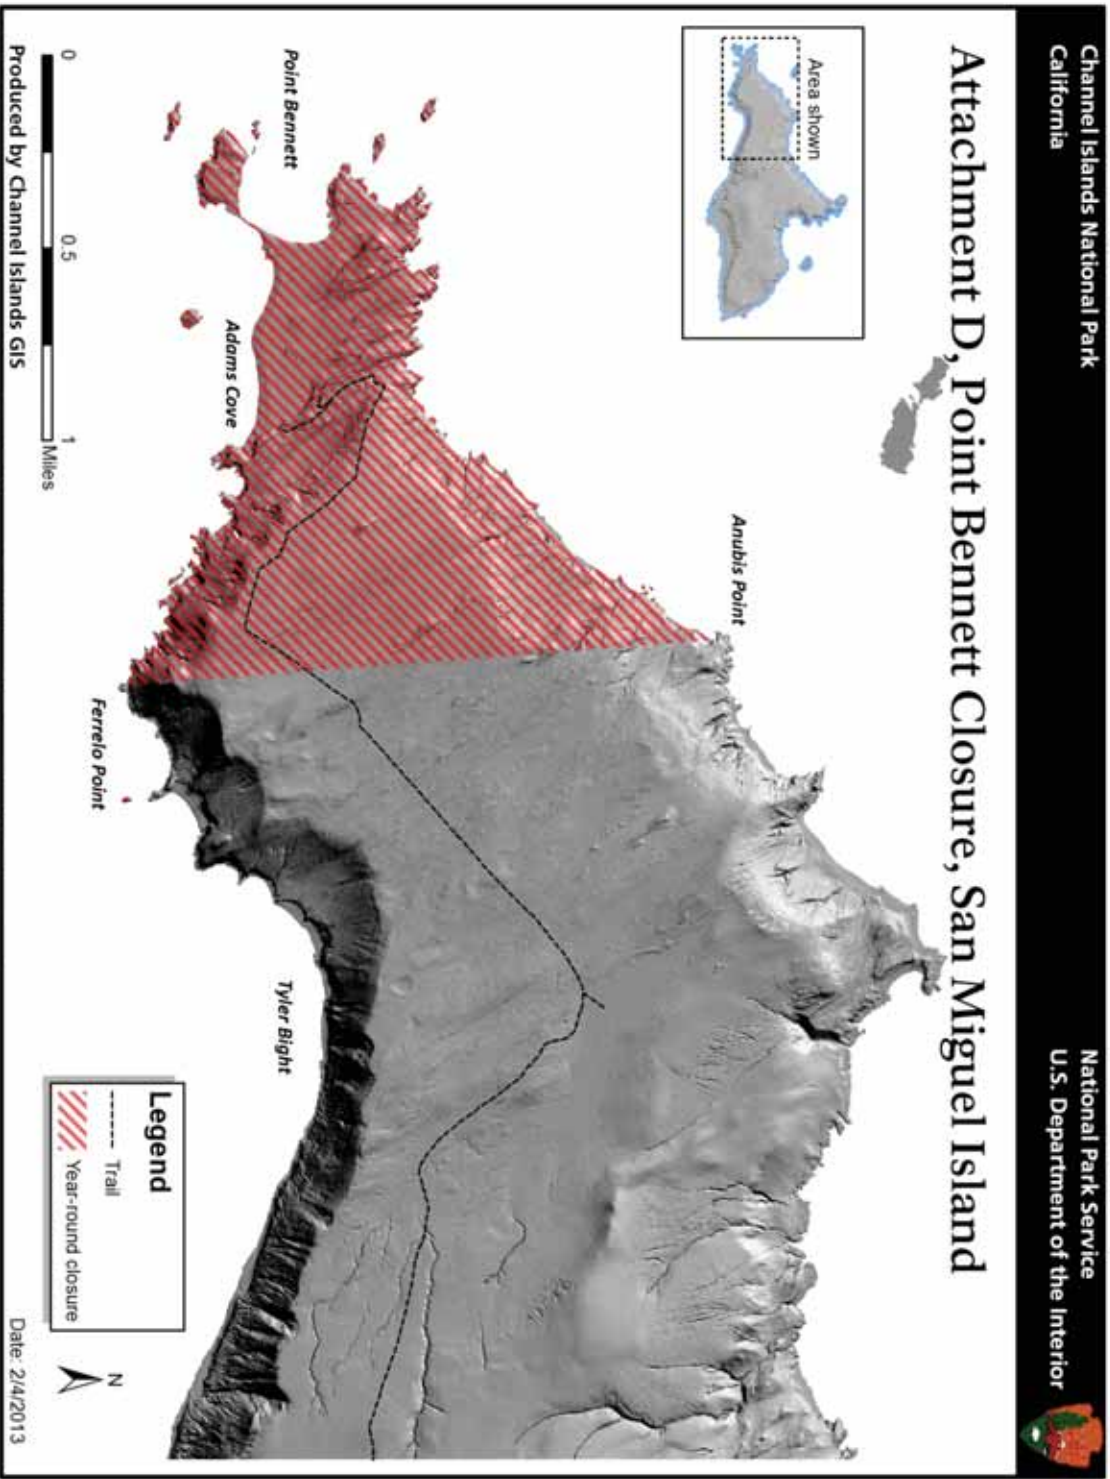 Channel Islands National Park
California
National Park Service
U.S. Department of the Interior
Attachment D, Point Bennett Closure, San Miguel Island
Area shown
Anubis Point
Point Bennett
Adams Cove
Ferrelo Point
Tyler Bight
Legend
Trail
Year-round closure
N
0 0.5 1
Miles
Produced by Channel Islands GIS
Date: 2/4/2013